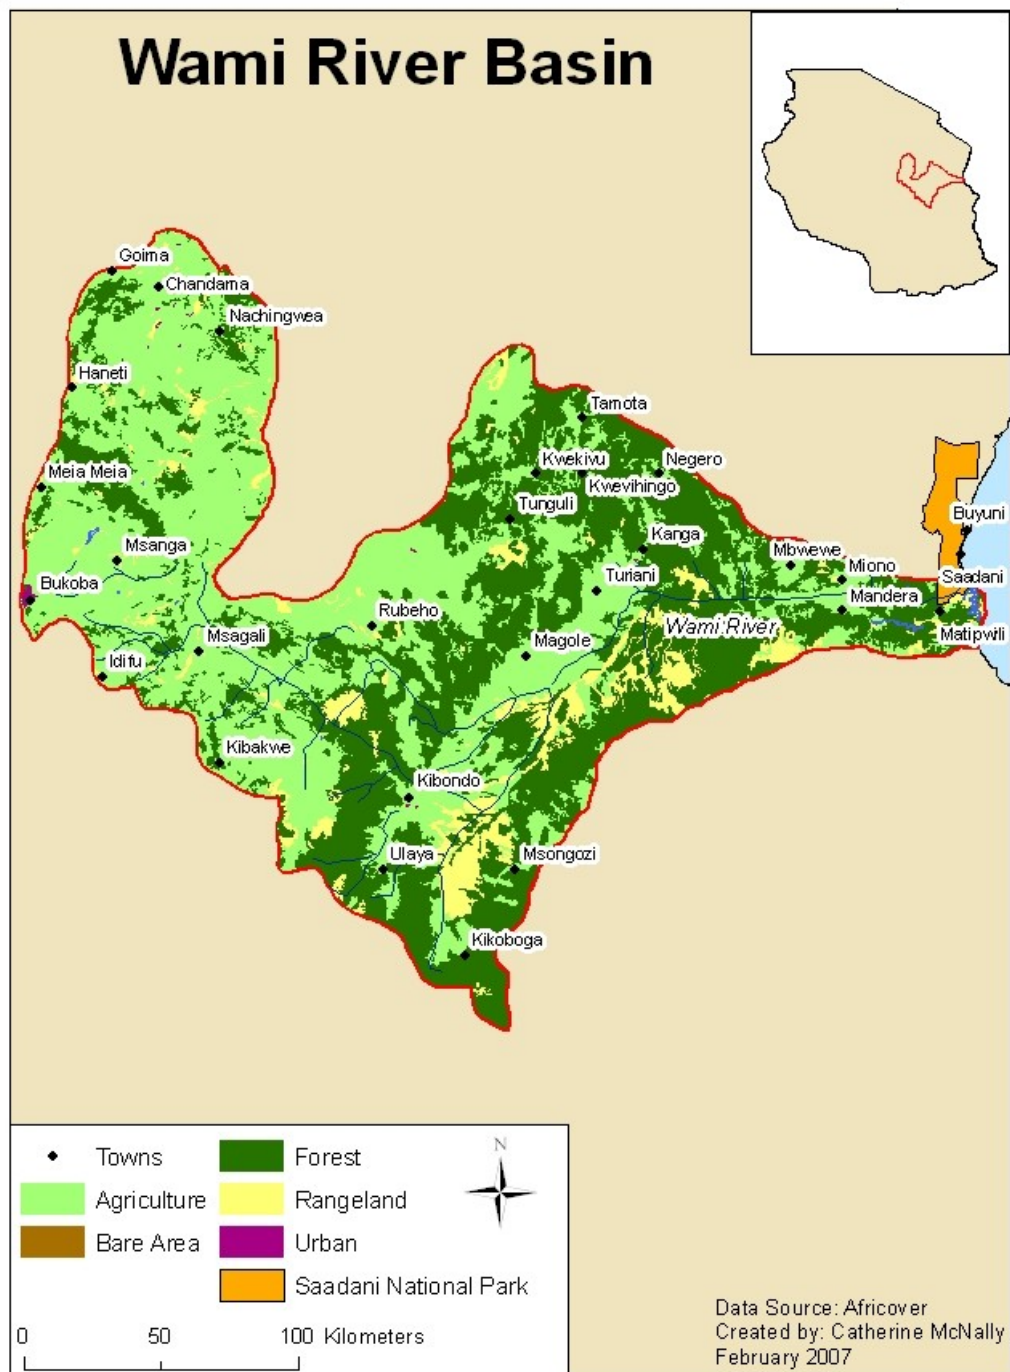 Wami River Basin
Goima
Chandama
Nachingwea
Haneti
Tamota
Meia Meia
Kwekivu
Negero
Kwevihingo
Tunguli
Buyuni
Msanga
Kanga
Mbwewe
Miono
Bukoba
Turiani
Saadani
Rubeho
Mandera
Msagali
Wami River
Matipwili
Idifu
Magole
Kibakwe
Kibondo
Ulaya
Msongozi
Kikoboga
N
Towns
Forest
Agriculture
Rangeland
Bare Area
Urban
Saadani National Park
0 50 100 Kilometers
Data Source: Africover
Created by: Catherine McNally
February 2007